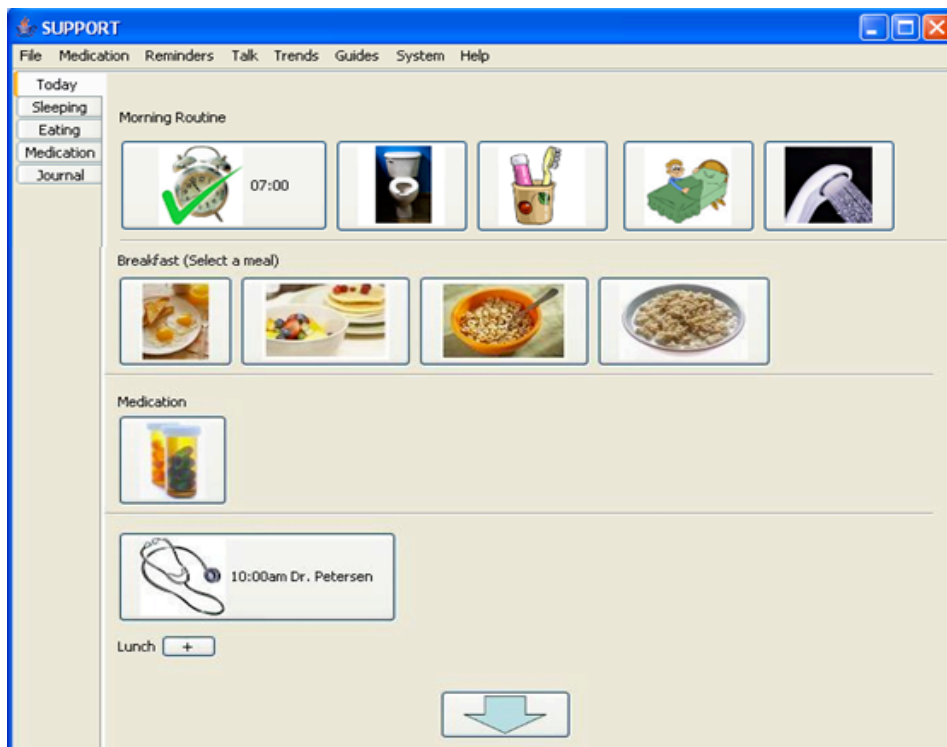 SUPPORT
File Medication Reminders Talk Trends Guides System Help
Today
Sleeping
Eating
Medication
Journal
Morning Routine
07:00
Breakfast (Select a meal)
Medication
10:00am Dr. Petersen
Lunch +